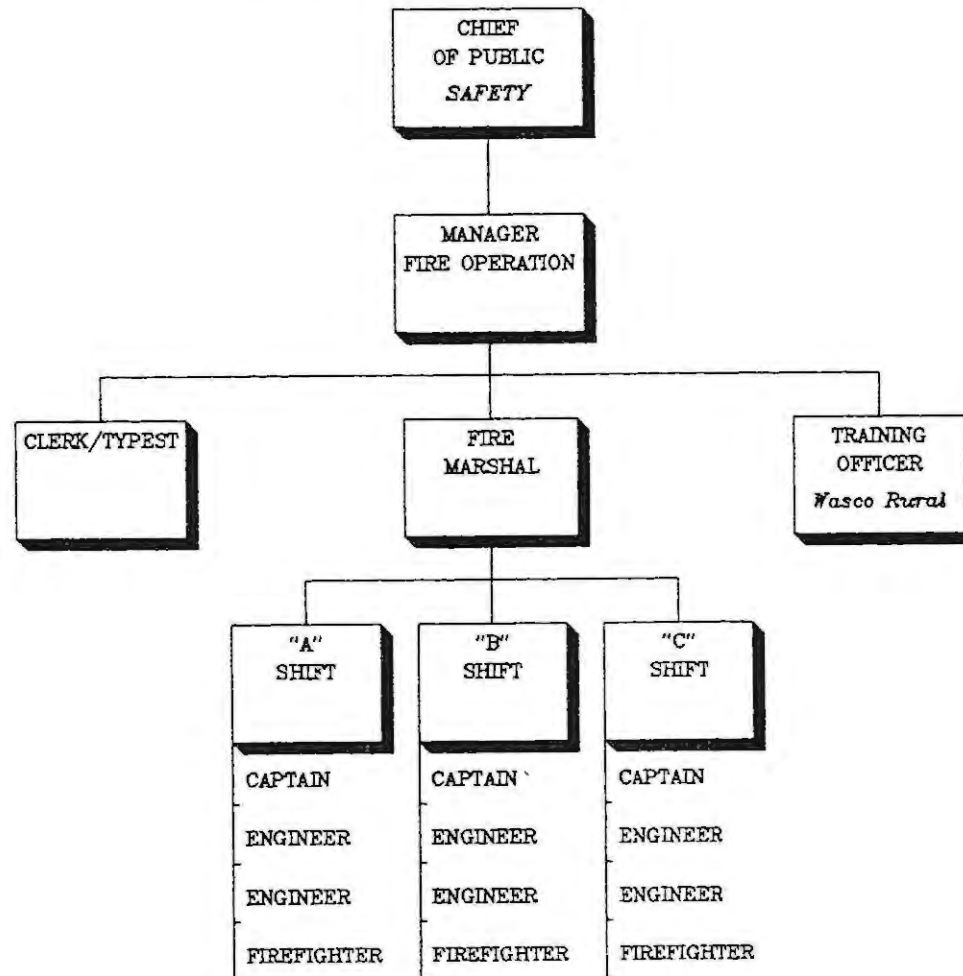 CHIEF
OF PUBLIC
SAFETY
MANAGER
FIRE OPERATION
CLERK/TYPEST
FIRE
MARSHAL
TRAINING
OFFICER
Wasco Rural
"A"
SHIFT
"B"
SHIFT
"C"
SHIFT
CAPTAIN
ENGINEER
ENGINEER
FIREFIGHTER
CAPTAIN
ENGINEER
ENGINEER
FIREFIGHTER
CAPTAIN
ENGINEER
ENGINEER
FIREFIGHTER